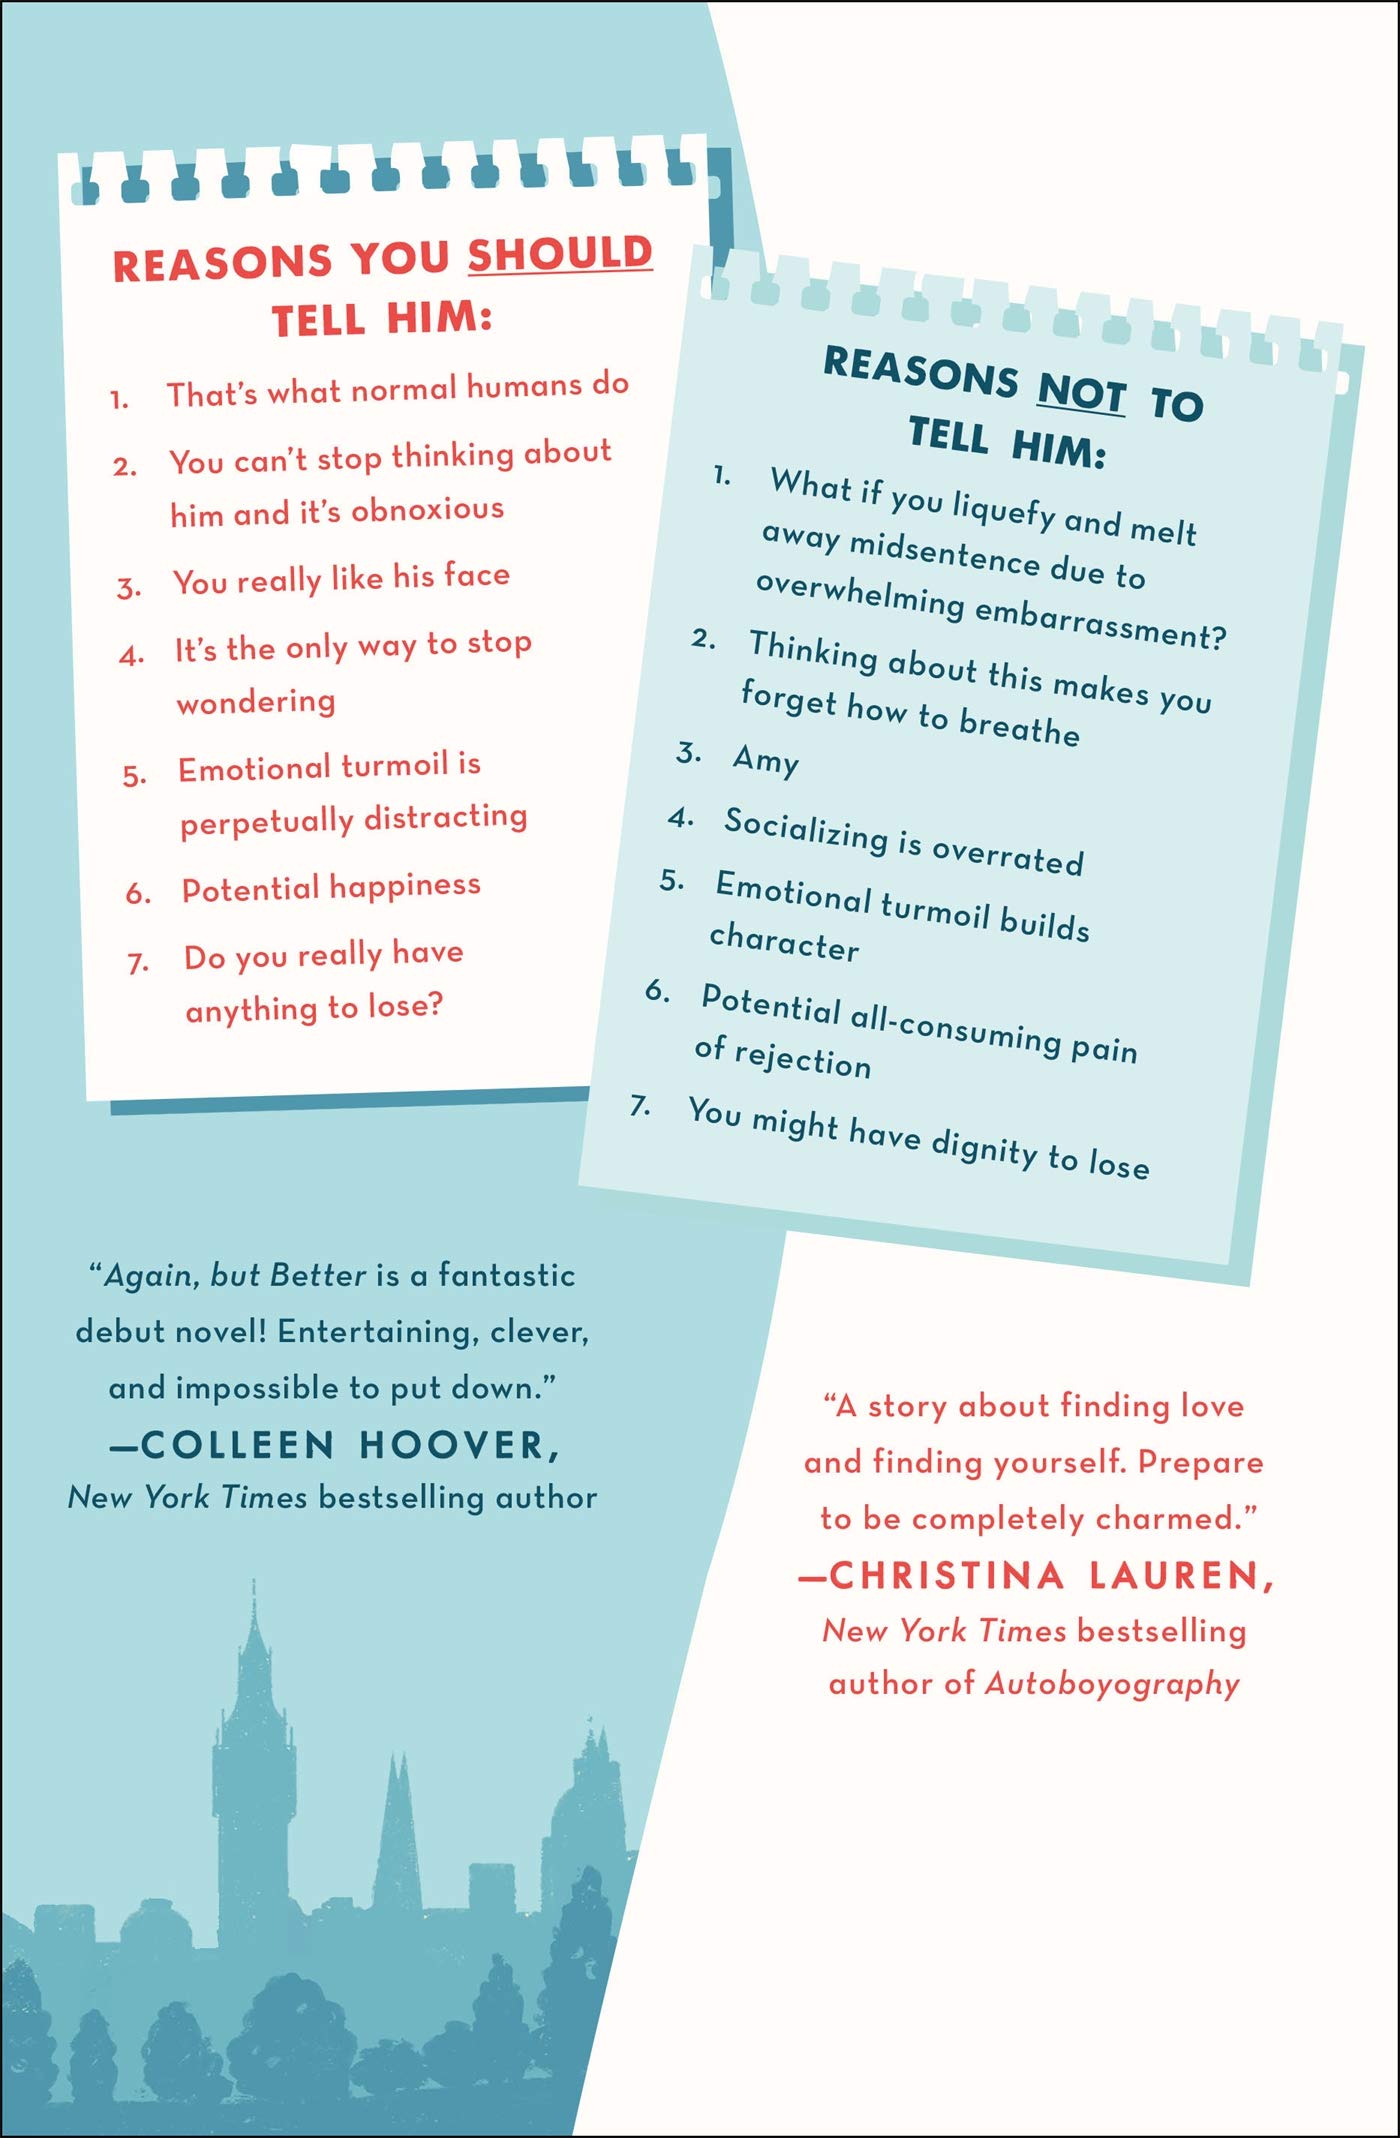 REASONS YOU SHOULD
TELL HIM:
1. That's what normal humans do
2. You can't stop thinking about
him and it's obnoxious
3. You really like his face
4. It's the only way to stop
wondering
5. Emotional turmoil is
perpetually distracting
6. Potential happiness
7. Do you really have
anything to lose?
REASONS NOT TO
TELL HIM:
1. What if you liquefy and melt
away midsentence due to
overwhelming embarrassment?
2. Thinking about this makes you
forget how to breathe
3. Amy
4. Socializing is overrated
5. Emotional turmoil builds
character
6. Potential all-consuming pain
of rejection
7. You might have dignity to lose
“Again, but Better is a fantastic
debut novel! Entertaining, clever,
and impossible to put down.”
—COLLEEN HOOVER,
New York Times bestselling author
“A story about finding love
and finding yourself. Prepare
to be completely charmed.”
—CHRISTINA LAUREN,
New York Times bestselling
author of Autoboyography